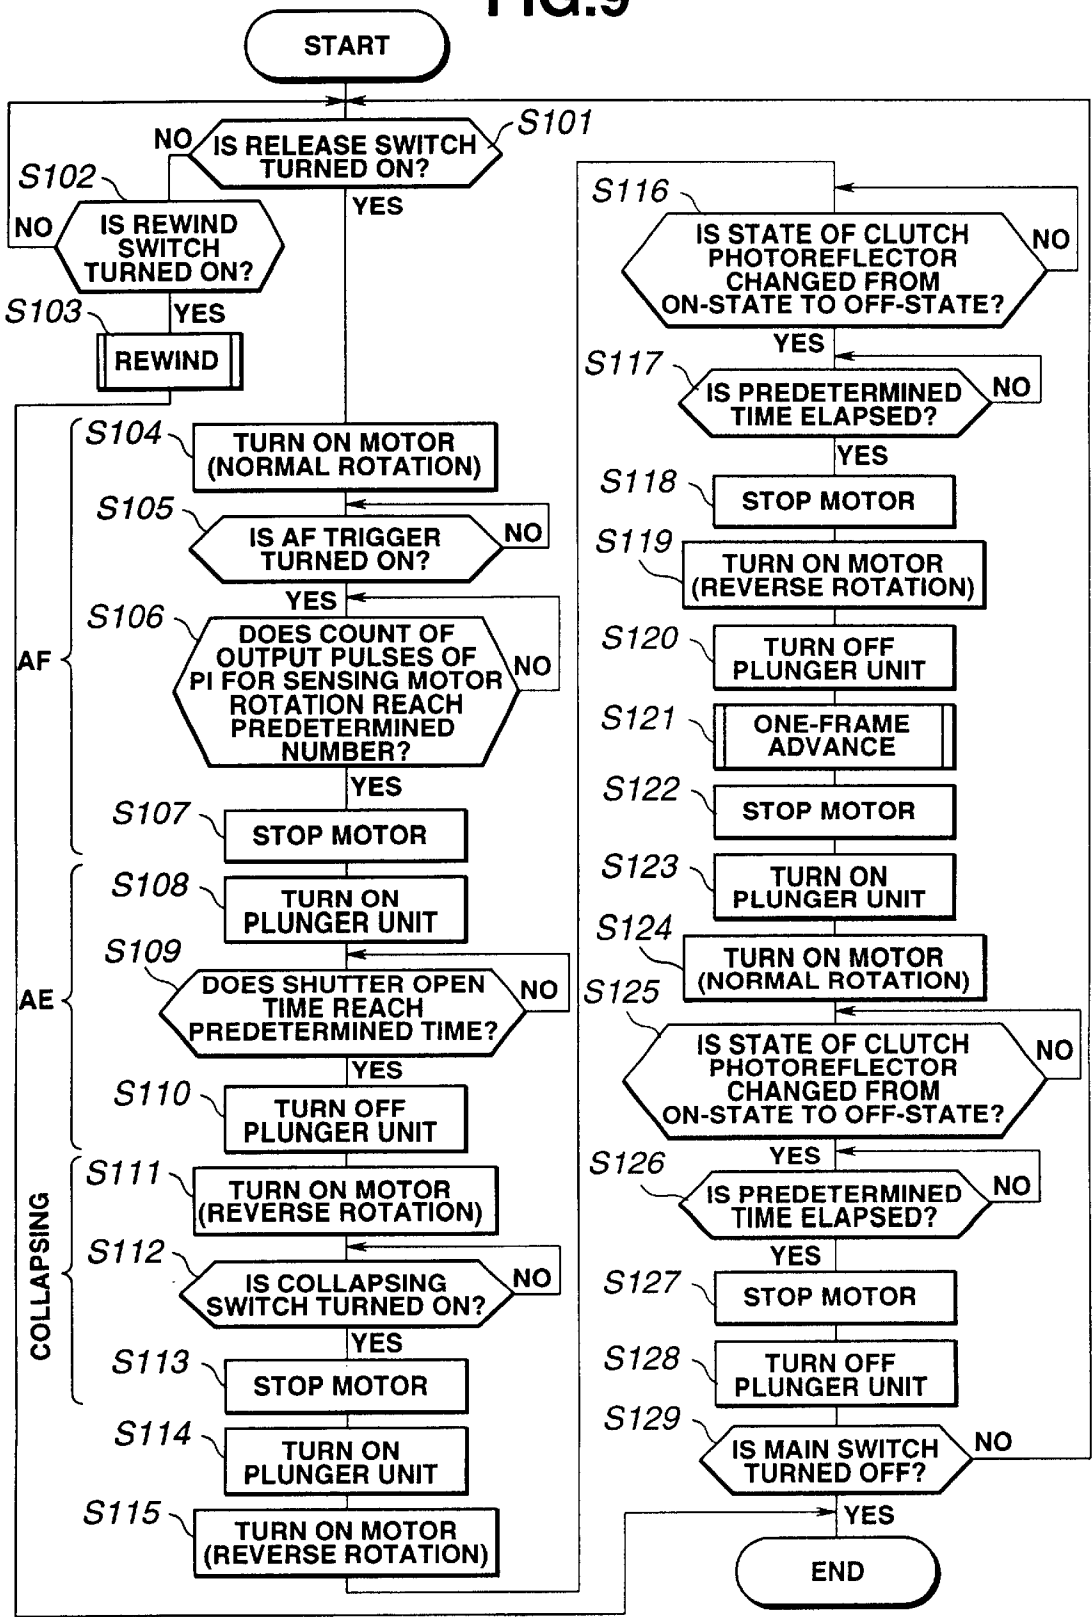 FIG.9
START
S101
IS RELEASE SWITCH
TURNED ON?
NO
YES
S102
IS REWIND
SWITCH
TURNED ON?
NO
YES
S103
REWIND
AF
S104
TURN ON MOTOR
(NORMAL ROTATION)
S105
IS AF TRIGGER
TURNED ON?
NO
YES
S106
DOES COUNT OF
OUTPUT PULSES OF
PI FOR SENSING MOTOR
ROTATION REACH
PREDETERMINED
NUMBER?
NO
YES
S107
STOP MOTOR
AE
S108
TURN ON
PLUNGER UNIT
S109
DOES SHUTTER OPEN
TIME REACH
PREDETERMINED TIME?
NO
YES
S110
TURN OFF
PLUNGER UNIT
COLLAPSING
S111
TURN ON MOTOR
(REVERSE ROTATION)
S112
IS COLLAPSING
SWITCH TURNED ON?
NO
YES
S113
STOP MOTOR
S114
TURN ON
PLUNGER UNIT
S115
TURN ON MOTOR
(REVERSE ROTATION)
S116
IS STATE OF CLUTCH
PHOTOREFLECTOR
CHANGED FROM
ON-STATE TO OFF-STATE?
NO
YES
S117
IS PREDETERMINED
TIME ELAPSED?
NO
YES
S118
STOP MOTOR
S119
TURN ON MOTOR
(REVERSE ROTATION)
S120
TURN OFF
PLUNGER UNIT
S121
ONE-FRAME
ADVANCE
S122
STOP MOTOR
S123
TURN ON
PLUNGER UNIT
S124
TURN ON MOTOR
(NORMAL ROTATION)
S125
IS STATE OF CLUTCH
PHOTOREFLECTOR
CHANGED FROM
ON-STATE TO OFF-STATE?
NO
YES
S126
IS PREDETERMINED
TIME ELAPSED?
NO
YES
S127
STOP MOTOR
S128
TURN OFF
PLUNGER UNIT
S129
IS MAIN SWITCH
TURNED OFF?
NO
YES
END